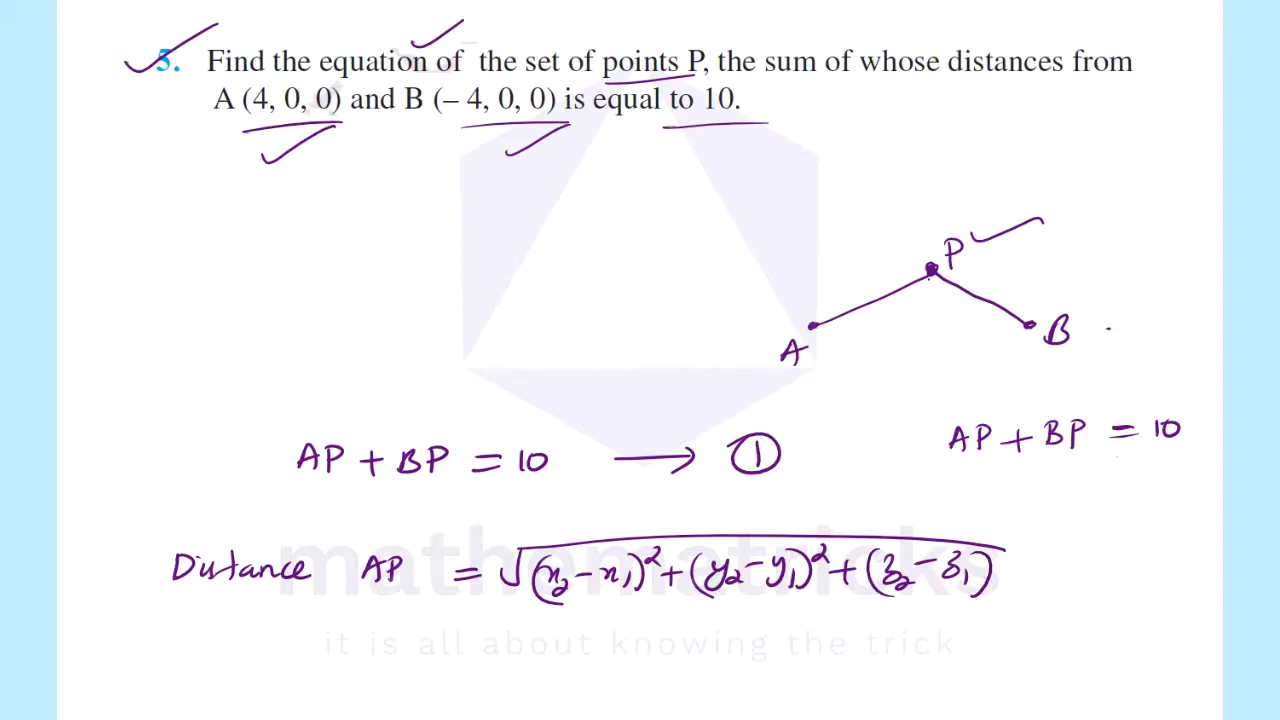 5. Find the equation of the set of points P, the sum of whose distances from
A (4, 0, 0) and B (– 4, 0, 0) is equal to 10.
P
A
B
AP + BP = 10
AP + BP = 10 → ①
Distance AP = √(x₂ − x₁)² + (y₂ − y₁)² + (z₂ − z₁)
mathematricks
it is all about knowing the trick